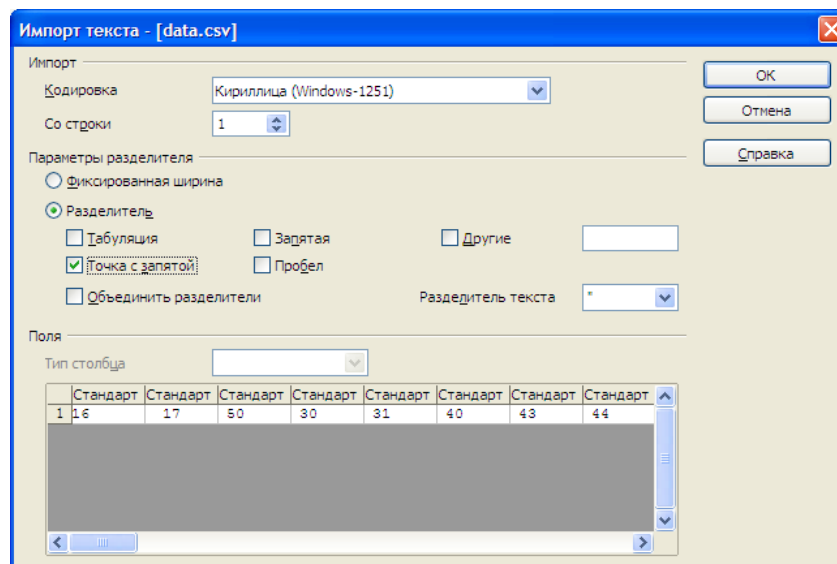 Импорт текста - [data.csv]
Импорт
Кодировка Кириллица (Windows-1251)
Со строки 1
Параметры разделителя
Фиксированная ширина
Разделитель
Табуляция Запятая Другие
Точка с запятой Пробел
Объединить разделители Разделитель текста "
Поля
Тип столбца
Стандарт Стандарт Стандарт Стандарт Стандарт Стандарт Стандарт Стандарт
1 16 17 50 30 31 40 43 44
ОК
Отмена
Справка